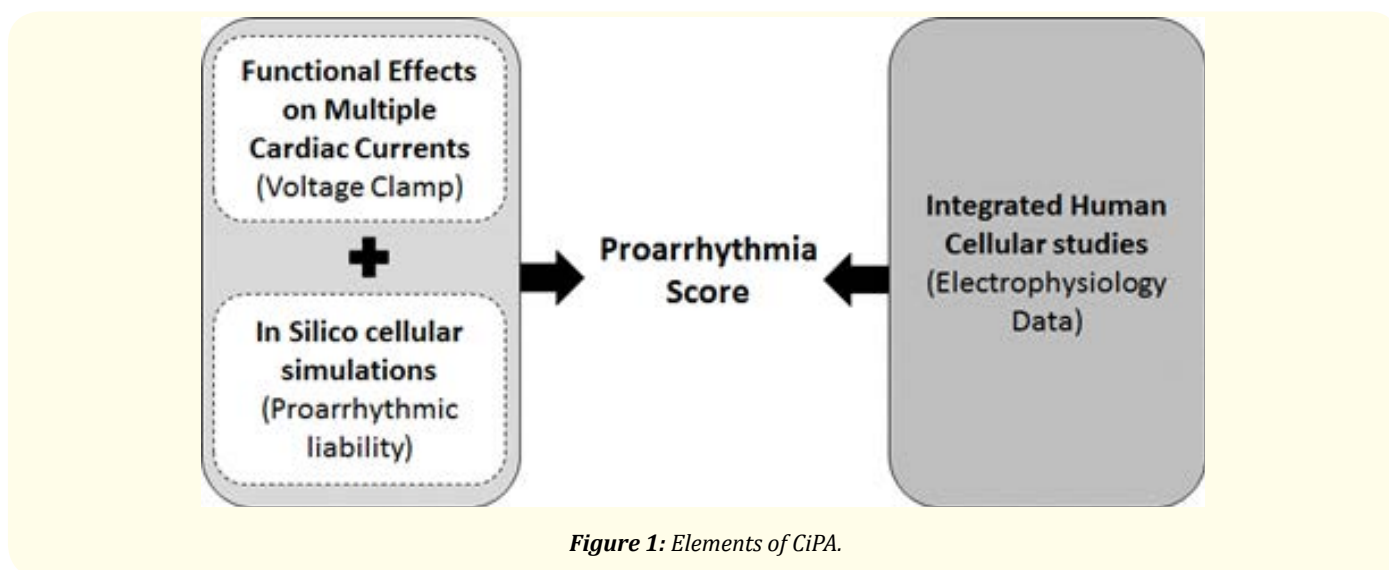 Functional Effects
on Multiple
Cardiac Currents
(Voltage Clamp)
+
In Silico cellular
simulations
(Proarrhythmic
liability)
Proarrhythmia
Score
Integrated Human
Cellular studies
(Electrophysiology
Data)
Figure 1: Elements of CiPA.